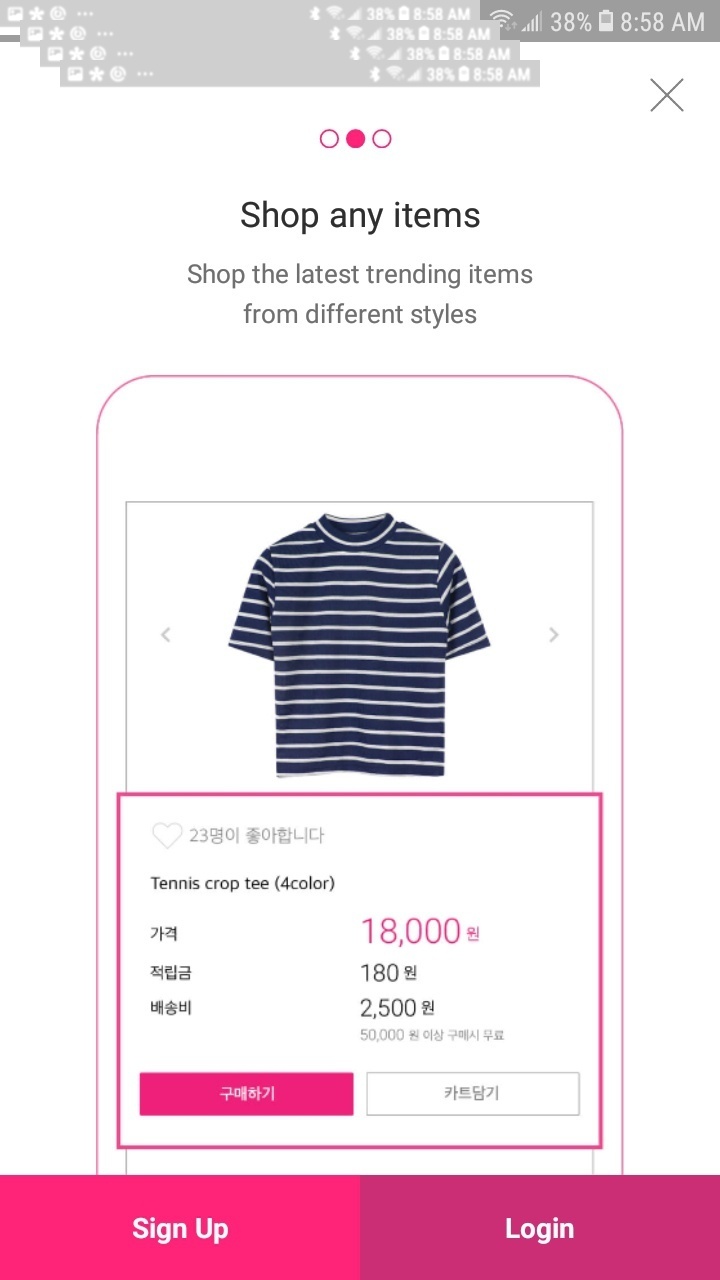 38% 8:58 AM
38% 8:58 AM
38% 8:58 AM
38% 8:58 AM
38% 8:58 AM
Shop any items
Shop the latest trending items
from different styles
23명이 좋아합니다
Tennis crop tee (4color)
가격 18,000 원
적립금 180 원
배송비 2,500 원
50,000 원 이상 구매시 무료
구매하기 카트담기
Sign Up Login